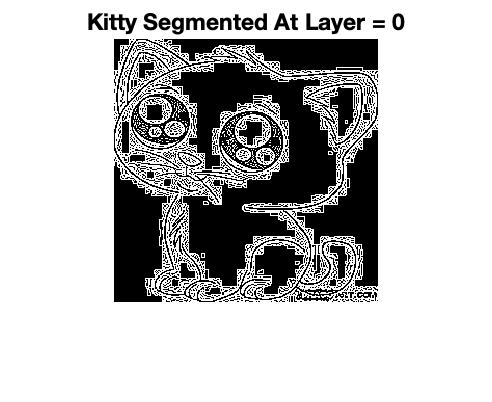 Kitty Segmented At Layer = 0